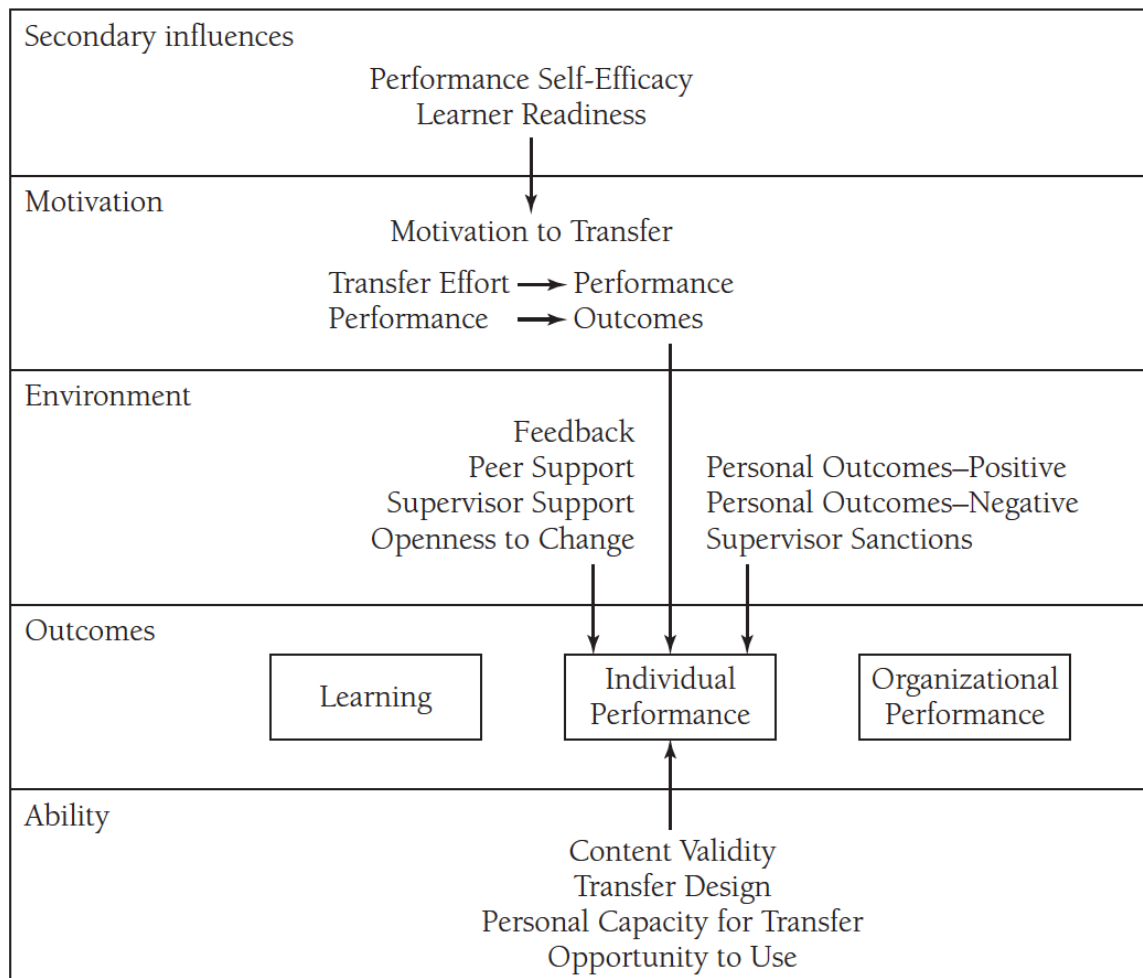 Secondary influences
Performance Self-Efficacy
Learner Readiness
Motivation
Motivation to Transfer
Transfer Effort Performance
Performance Outcomes
Environment
Feedback
Peer Support
Supervisor Support
Openness to Change
Personal Outcomes–Positive
Personal Outcomes–Negative
Supervisor Sanctions
Outcomes
Learning
Individual
Performance
Organizational
Performance
Ability
Content Validity
Transfer Design
Personal Capacity for Transfer
Opportunity to Use